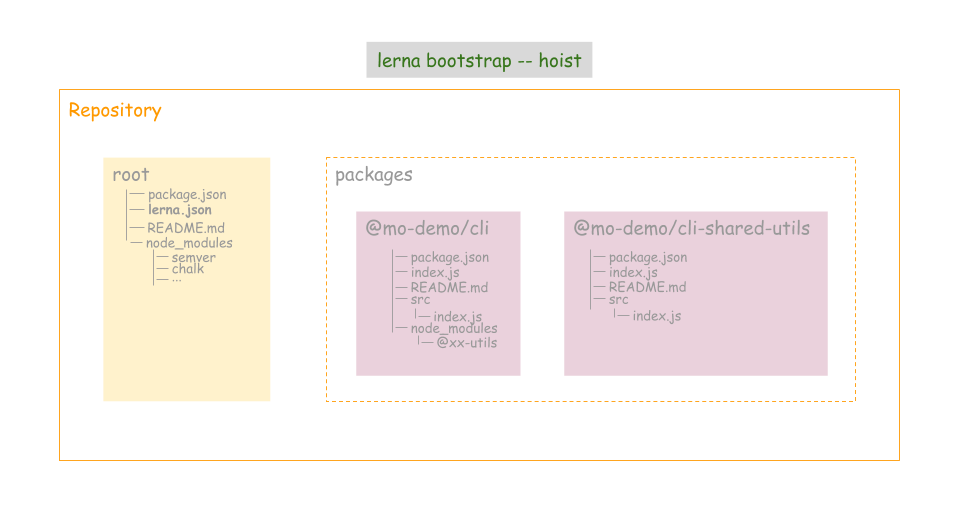 lerna bootstrap -- hoist
Repository
root
package.json
lerna.json
README.md
node_modules
semver
chalk
...
packages
@mo-demo/cli
package.json
index.js
README.md
src
index.js
node_modules
@xx-utils
@mo-demo/cli-shared-utils
package.json
index.js
README.md
src
index.js